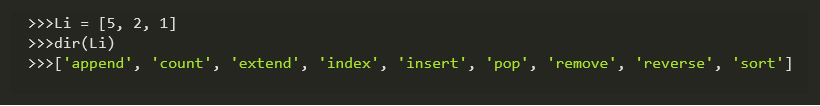 >>>Li = [5, 2, 1]
>>>dir(Li)
>>>['append', 'count', 'extend', 'index', 'insert', 'pop', 'remove', 'reverse', 'sort']